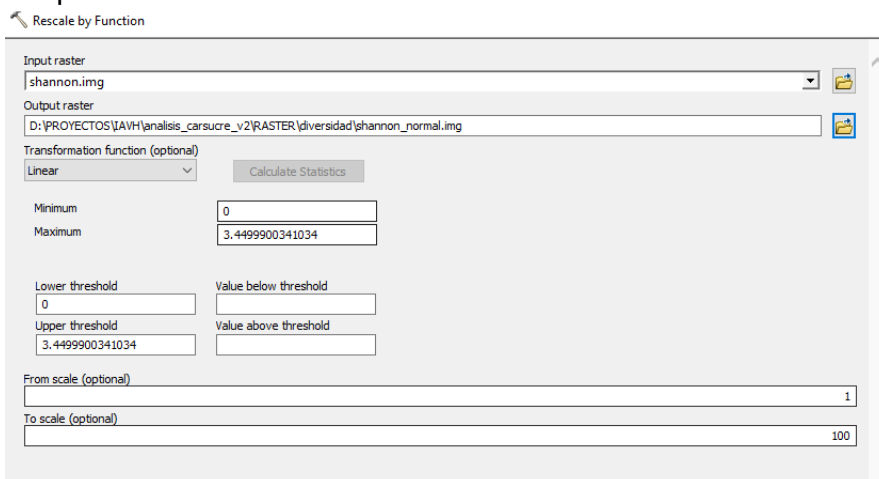 Rescale by Function
Input raster
shannon.img
Output raster
D:\PROYECTOS\IAVH\analisis_carsucre_v2\RASTER\diversidad\shannon_normal.img
Transformation function (optional)
Linear Calculate Statistics
Minimum 0
Maximum 3.4499900341034
Lower threshold Value below threshold
0
Upper threshold Value above threshold
3.4499900341034
From scale (optional)
1
To scale (optional)
100